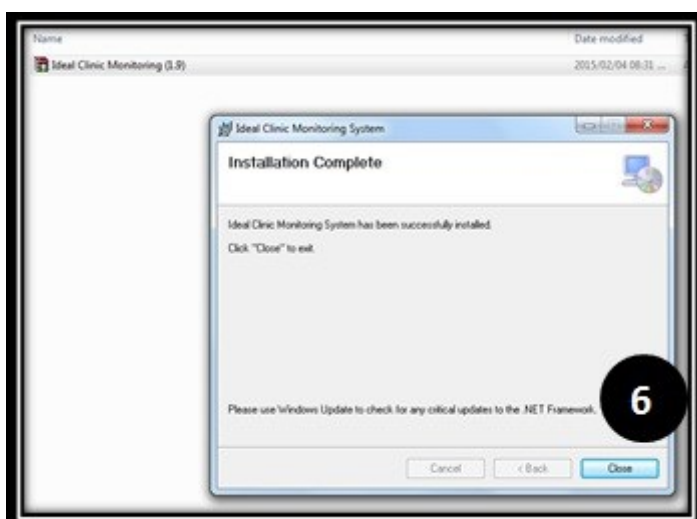 Name Date modified
Ideal Clinic Monitoring (1.9) 2015/02/04 08:31 ...
Ideal Clinic Monitoring System
Installation Complete
Ideal Clinic Monitoring System has been successfully installed.
Click "Close" to exit.
Please use Windows Update to check for any critical updates to the .NET Framework.
6
Cancel < Back Close